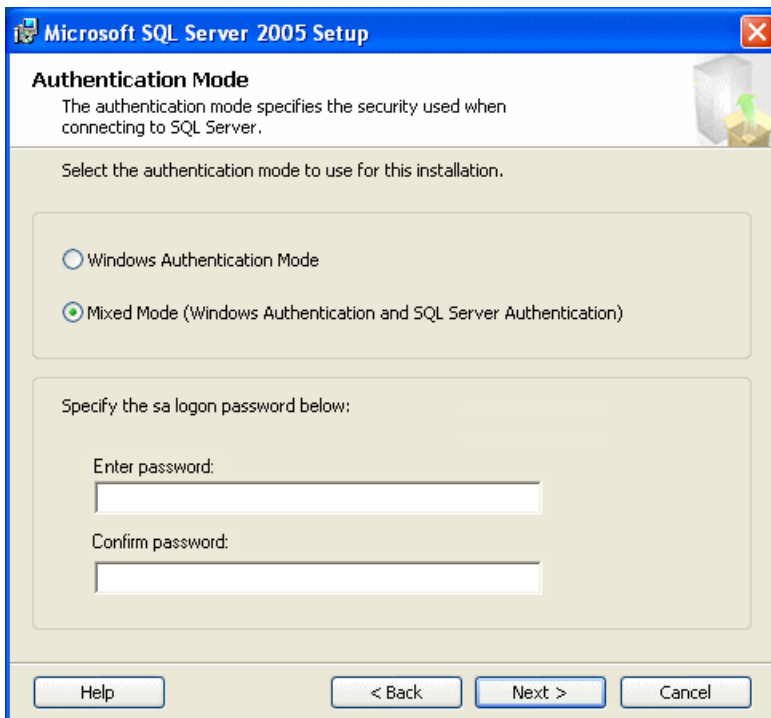 Microsoft SQL Server 2005 Setup
Authentication Mode
The authentication mode specifies the security used when
connecting to SQL Server.
Select the authentication mode to use for this installation.
Windows Authentication Mode
Mixed Mode (Windows Authentication and SQL Server Authentication)
Specify the sa logon password below:
Enter password:
Confirm password:
Help
< Back
Next >
Cancel